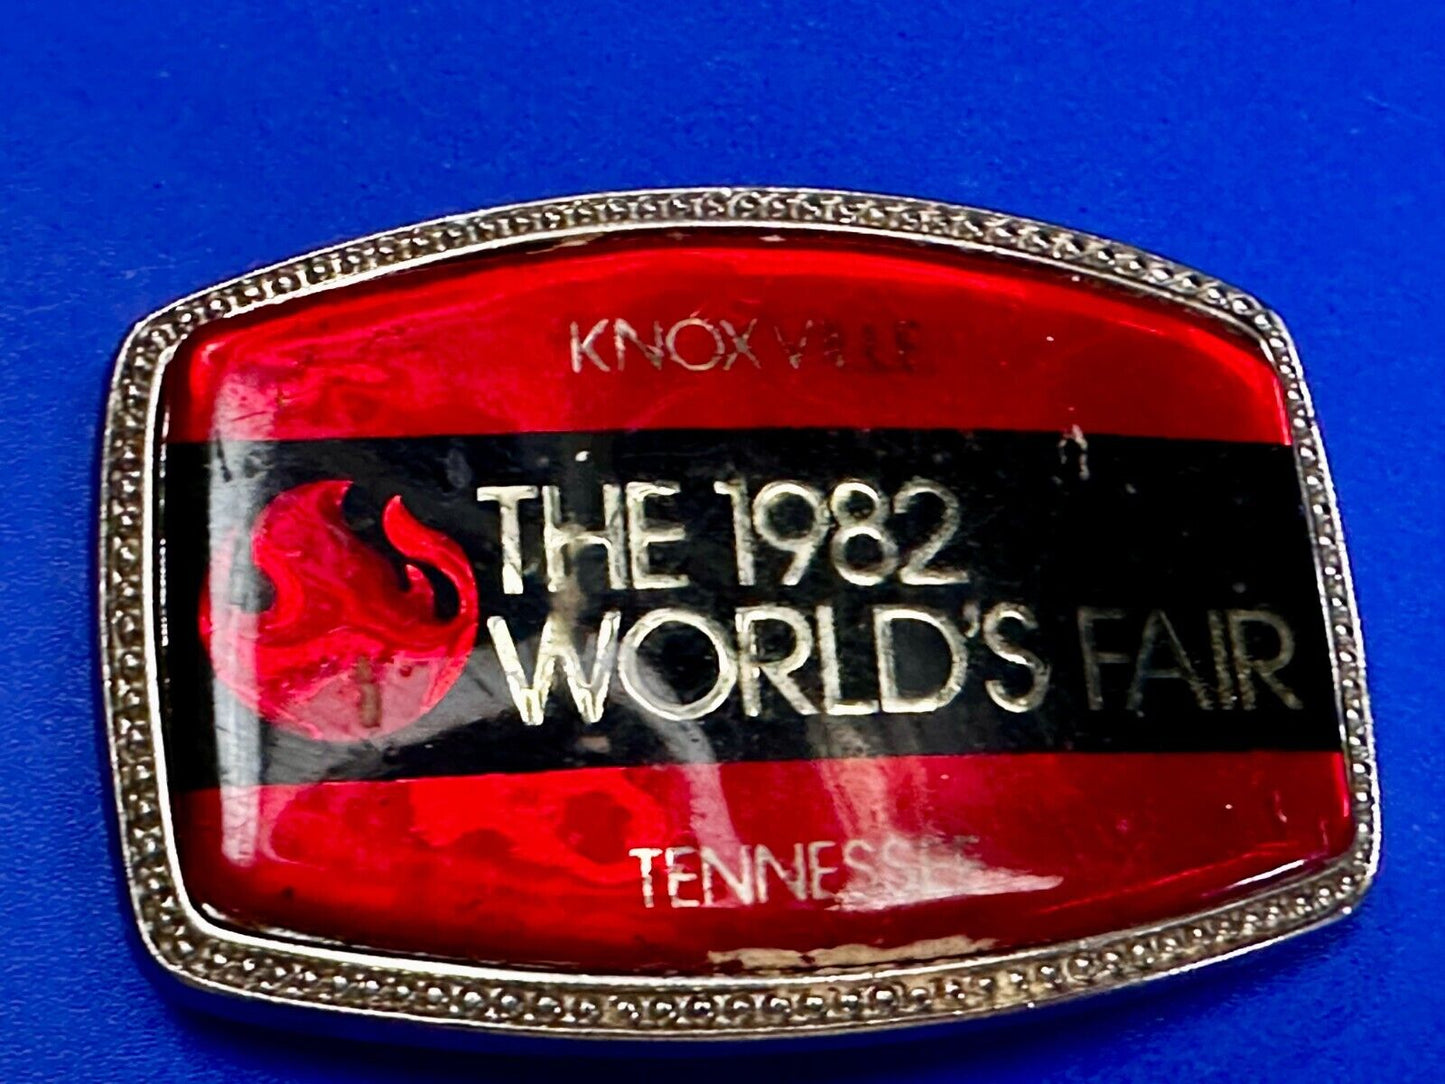 KNOXVILLE
THE 1982
WORLD'S FAIR
TENNESSEE